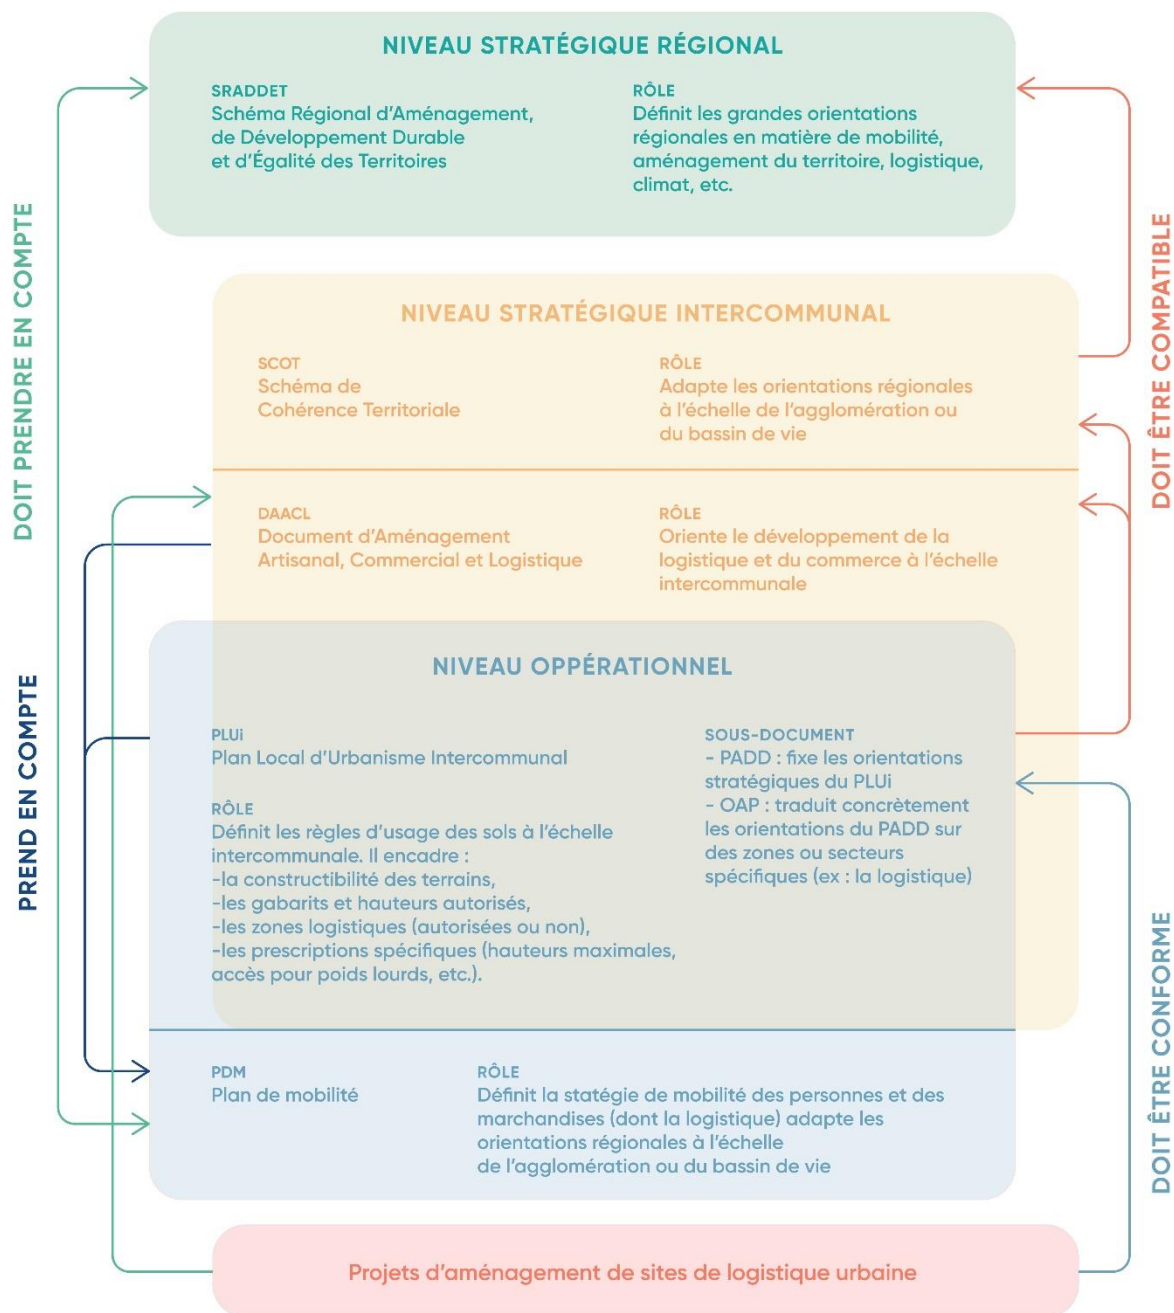 NIVEAU STRATÉGIQUE RÉGIONAL
SRADDET
Schéma Régional d'Aménagement,
de Développement Durable
et d'Égalité des Territoires
RÔLE
Définit les grandes orientations
régionales en matière de mobilité,
aménagement du territoire, logistique,
climat, etc.
DOIT PRENDRE EN COMPTE
DOIT ÊTRE COMPATIBLE
NIVEAU STRATÉGIQUE INTERCOMMUNAL
SCOT
Schéma de
Cohérence Territoriale
RÔLE
Adapte les orientations régionales
à l'échelle de l'agglomération ou
du bassin de vie
DAACL
Document d'Aménagement
Artisanal, Commercial et Logistique
RÔLE
Oriente le développement de la
logistique et du commerce à l'échelle
intercommunale
NIVEAU OPPÉRATIONNEL
PLUi
Plan Local d'Urbanisme Intercommunal
RÔLE
Définit les règles d'usage des sols à l'échelle
intercommunale. Il encadre :
-la constructibilité des terrains,
-les gabarits et hauteurs autorisés,
-les zones logistiques (autorisées ou non),
-les prescriptions spécifiques (hauteurs maximales,
accès pour poids lourds, etc.).
SOUS-DOCUMENT
- PADD : fixe les orientations
stratégiques du PLUi
- OAP : traduit concrètement
les orientations du PADD sur
des zones ou secteurs
spécifiques (ex : la logistique)
PREND EN COMPTE
DOIT ÊTRE CONFORME
PDM
Plan de mobilité
RÔLE
Définit la statégie de mobilité des personnes et des
marchandises (dont la logistique) adapte les
orientations régionales à l'échelle
de l'agglomération ou du bassin de vie
Projets d'aménagement de sites de logistique urbaine